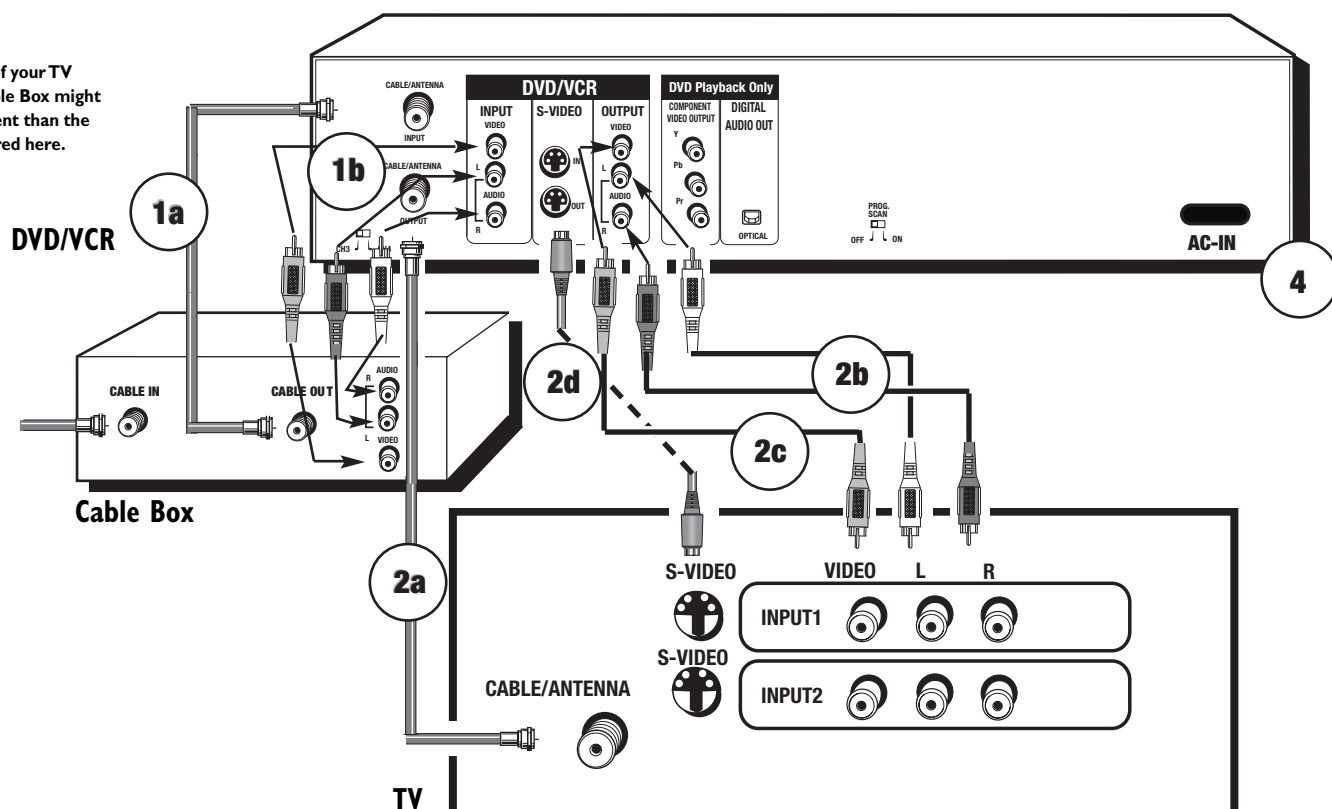 f your TV
le Box might
ent than the
red here.
DVD/VCR
1a
1b
CABLE/ANTENNA
INPUT
CABLE/ANTENNA
OUTPUT
CH3
DVD/VCR
INPUT
VIDEO
L
AUDIO
R
S-VIDEO
IN
OUT
OUTPUT
VIDEO
L
AUDIO
R
DVD Playback Only
COMPONENT
VIDEO OUTPUT
Y
Pb
Pr
DIGITAL
AUDIO OUT
OPTICAL
PROG.
SCAN
OFF ON
AC-IN
4
CABLE IN
CABLE OUT
R AUDIO
L VIDEO
Cable Box
2d
2b
2c
2a
S-VIDEO VIDEO L R
INPUT1
S-VIDEO
INPUT2
CABLE/ANTENNA
TV